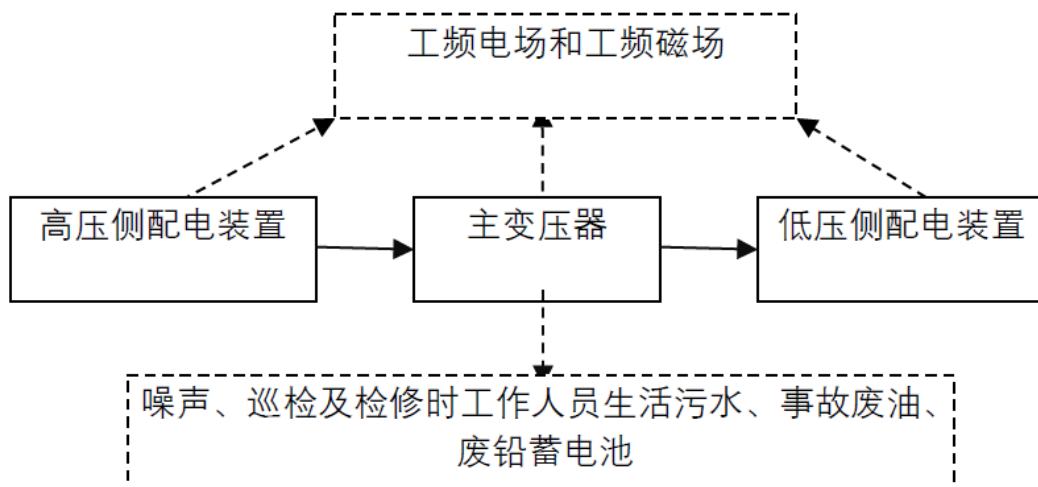 工频电场和工频磁场
高压侧配电装置
主变压器
低压侧配电装置
噪声、巡检及检修时工作人员生活污水、事故废油、
废铅蓄电池